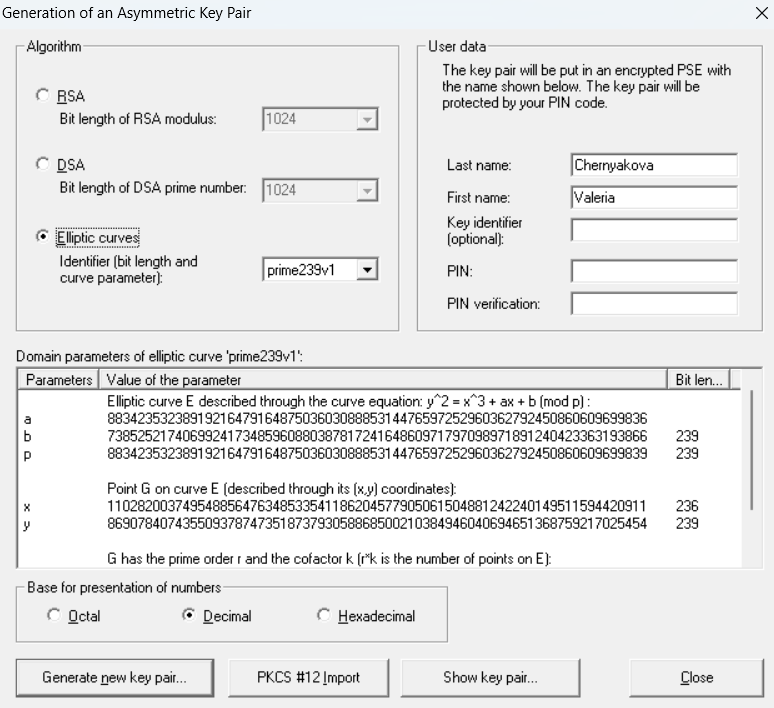 Generation of an Asymmetric Key Pair
Algorithm
RSA
Bit length of RSA modulus: 1024
DSA
Bit length of DSA prime number: 1024
Elliptic curves
Identifier (bit length and
curve parameter): prime239v1
User data
The key pair will be put in an encrypted PSE with
the name shown below. The key pair will be
protected by your PIN code.
Last name: Chernyakova
First name: Valeria
Key identifier
(optional):
PIN:
PIN verification:
Domain parameters of elliptic curve 'prime239v1':
Parameters Value of the parameter Bit len...
Elliptic curve E described through the curve equation: y^2 = x^3 + ax + b (mod p) :
a 883423532389192164791648750360308885314476597252960362792450860609699836
b 738525217406992417348596088038781724164860971797098971891240423363193866 239
p 883423532389192164791648750360308885314476597252960362792450860609699839 239
Point G on curve E (described through its (x,y) coordinates):
x 110282003749548856476348533541186204577905061504881242240149511594420911 236
y 869078407435509378747351873793058868500210384946040694651368759217025454 239
G has the prime order r and the cofactor k (r*k is the number of points on E):
Base for presentation of numbers
Octal Decimal Hexadecimal
Generate new key pair... PKCS #12 Import Show key pair... Close